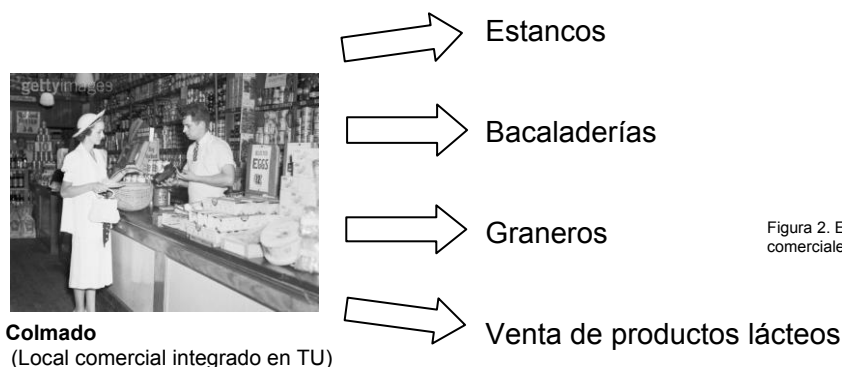 Estancos
gettyimages
EGGS
Bacaladerías
Graneros
Figura 2. E
comerciale
Venta de productos lácteos
Colmado
(Local comercial integrado en TU)